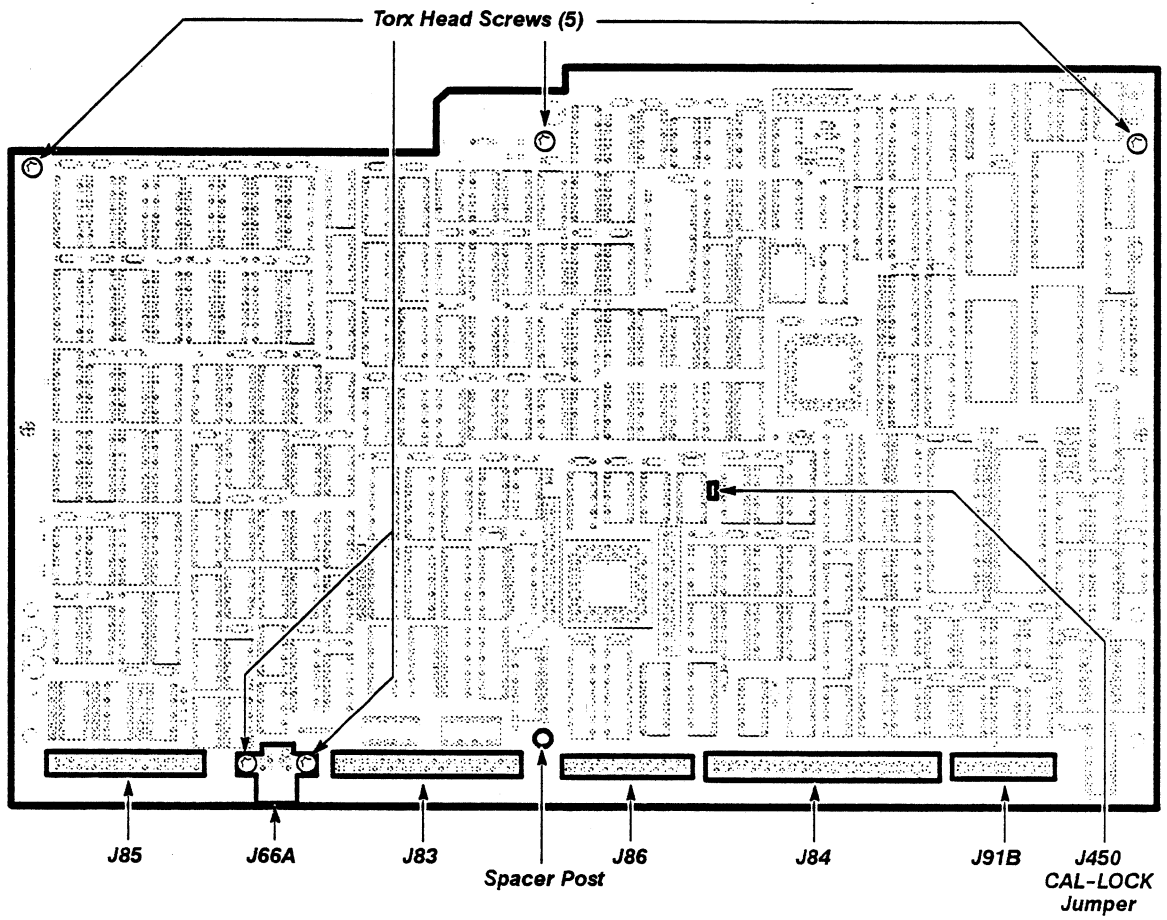 Torx Head Screws (5)
J85
J66A
J83
Spacer Post
J86
J84
J91B
J450
CAL-LOCK
Jumper